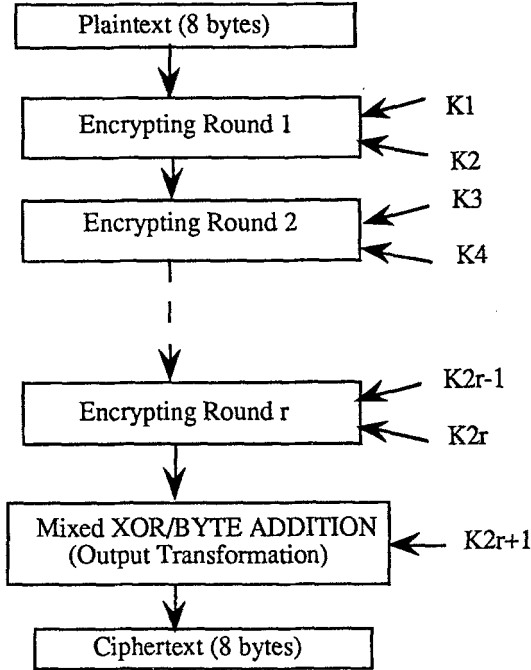 Plaintext (8 bytes)
Encrypting Round 1
K1
K2
Encrypting Round 2
K3
K4
Encrypting Round r
K2r-1
K2r
Mixed XOR/BYTE ADDITION
(Output Transformation)
K2r+1
Ciphertext (8 bytes)